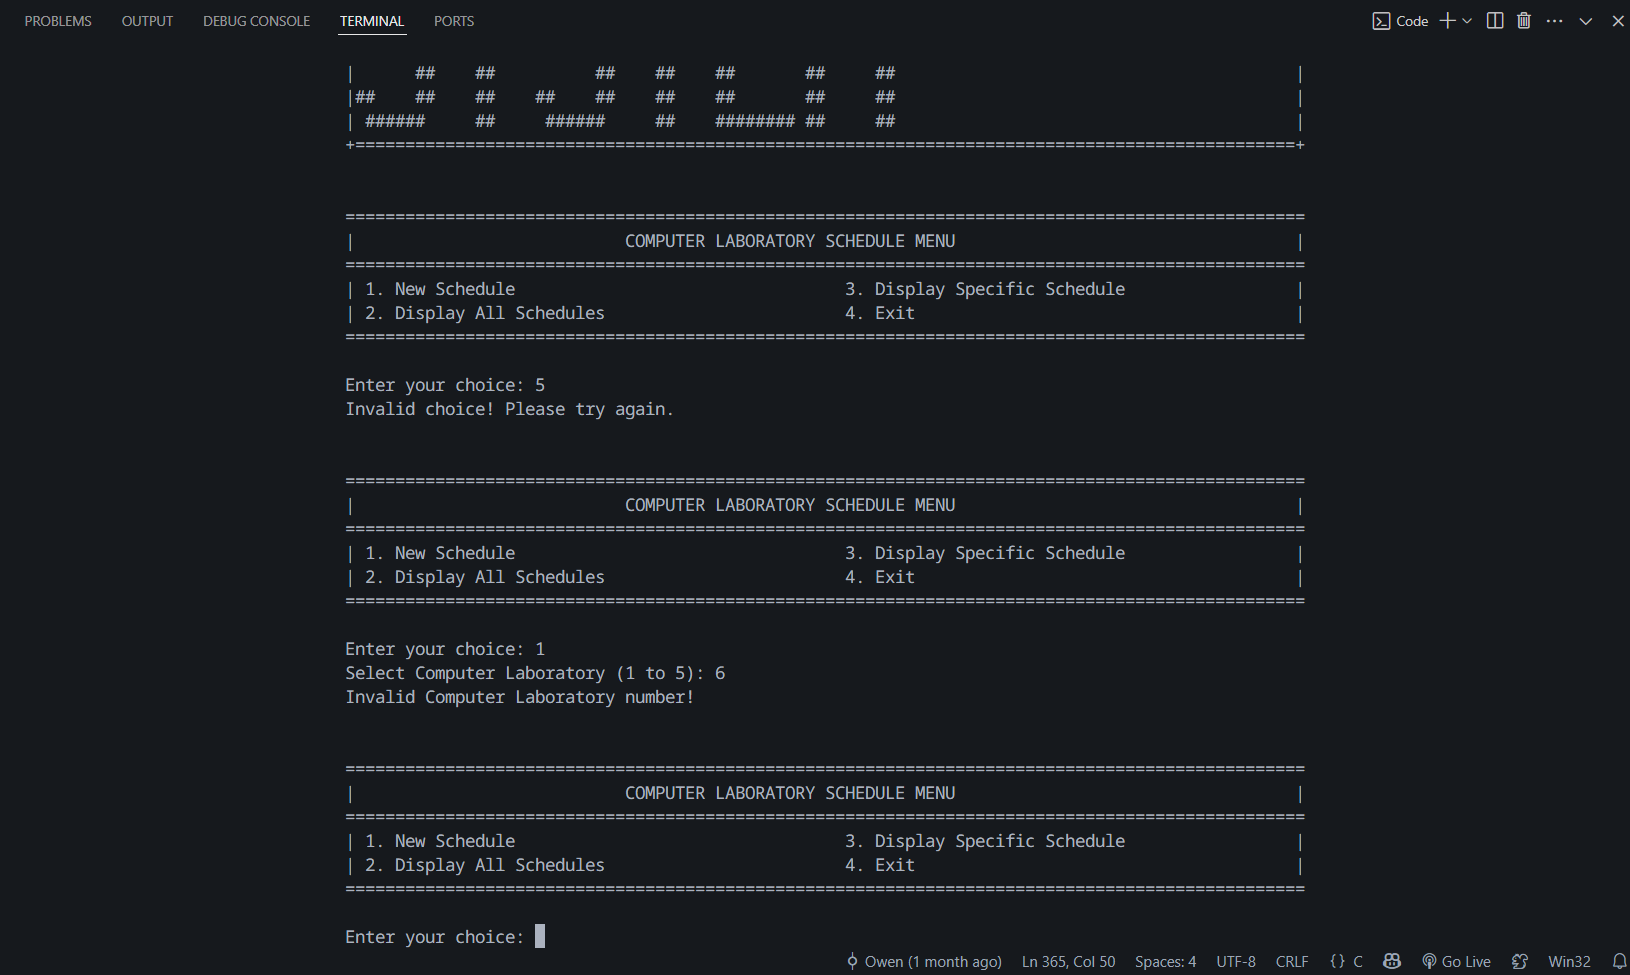 PROBLEMS OUTPUT DEBUG CONSOLE TERMINAL PORTS Code
|      ##    ##          ##    ##    ##       ##     ##                                        |
|##    ##    ##    ##    ##    ##    ##       ##     ##                                        |
| ######     ##     ######     ##    ######## ##     ##                                        |
+==============================================================================================+
================================================================================================
|                           COMPUTER LABORATORY SCHEDULE MENU                                  |
================================================================================================
| 1. New Schedule                                 3. Display Specific Schedule                 |
| 2. Display All Schedules                        4. Exit                                      |
================================================================================================
Enter your choice: 5
Invalid choice! Please try again.
================================================================================================
|                           COMPUTER LABORATORY SCHEDULE MENU                                  |
================================================================================================
| 1. New Schedule                                 3. Display Specific Schedule                 |
| 2. Display All Schedules                        4. Exit                                      |
================================================================================================
Enter your choice: 1
Select Computer Laboratory (1 to 5): 6
Invalid Computer Laboratory number!
================================================================================================
|                           COMPUTER LABORATORY SCHEDULE MENU                                  |
================================================================================================
| 1. New Schedule                                 3. Display Specific Schedule                 |
| 2. Display All Schedules                        4. Exit                                      |
================================================================================================
Enter your choice:
Owen (1 month ago) Ln 365, Col 50 Spaces: 4 UTF-8 CRLF {} C Go Live Win32